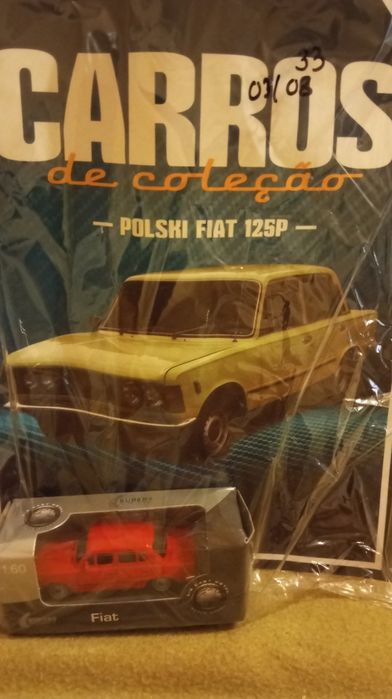 33
03/03
CARROS
de coleção
POLSKI FIAT 125P
1:60
Fiat